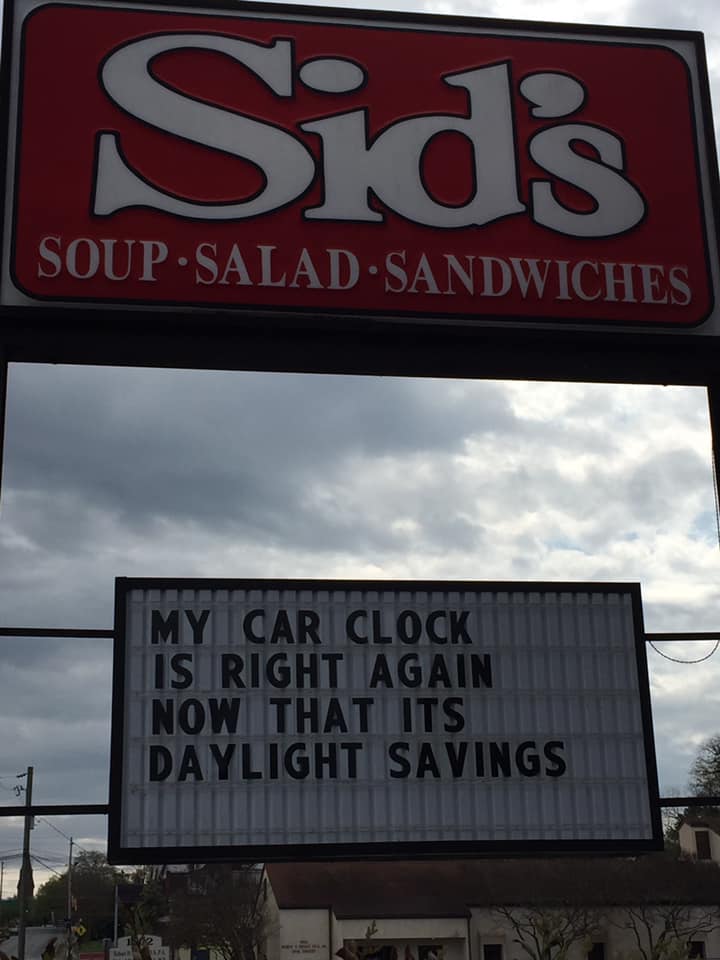 Sid's
SOUP·SALAD·SANDWICHES
MY CAR CLOCK
IS RIGHT AGAIN
NOW THAT ITS
DAYLIGHT SAVINGS